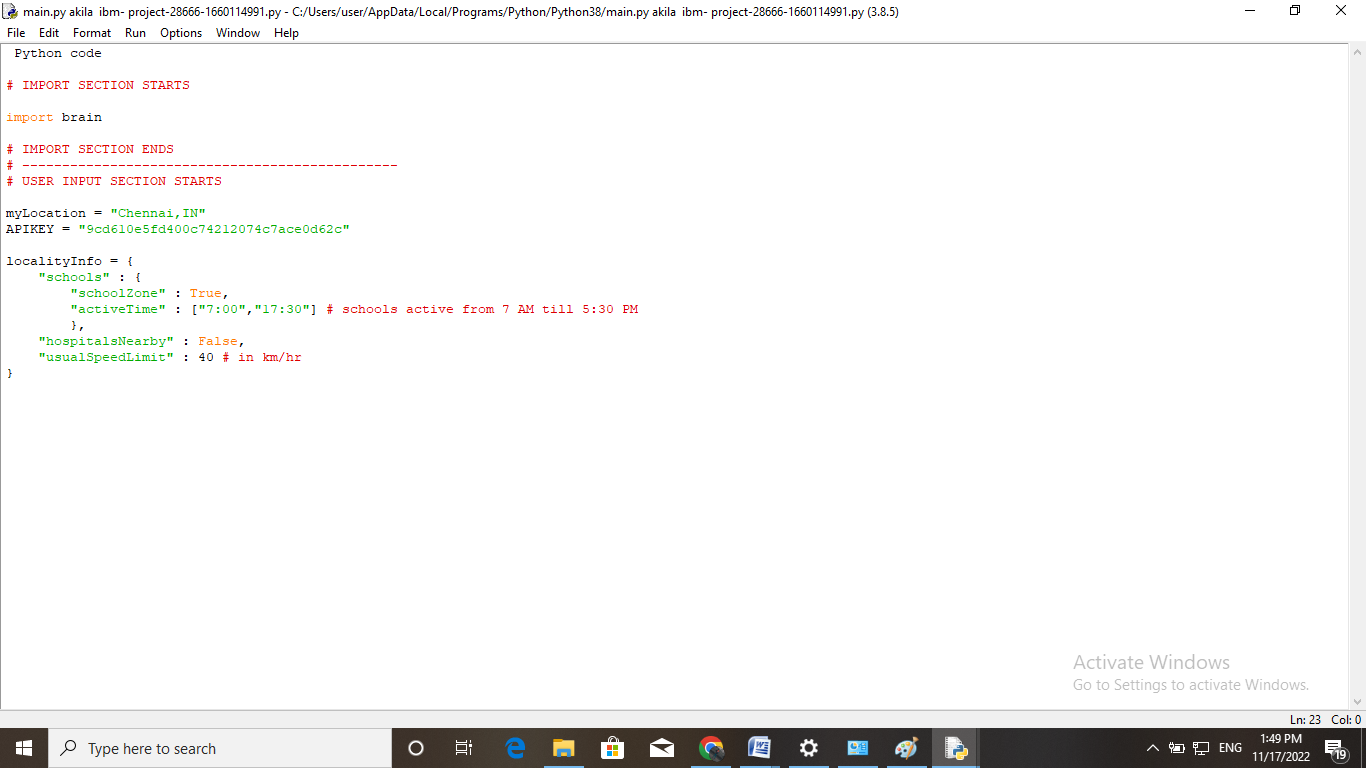 main.py akila ibm- project-28666-1660114991.py - C:/Users/user/AppData/Local/Programs/Python/Python38/main.py akila ibm- project-28666-1660114991.py (3.8.5)
File Edit Format Run Options Window Help
Python code
# IMPORT SECTION STARTS
import brain
# IMPORT SECTION ENDS
# -----------------------------------------------
# USER INPUT SECTION STARTS
myLocation = "Chennai,IN"
APIKEY = "9cd610e5fd400c74212074c7ace0d62c"
localityInfo = {
    "schools" : {
        "schoolZone" : True,
        "activeTime" : ["7:00","17:30"] # schools active from 7 AM till 5:30 PM
        },
    "hospitalsNearby" : False,
    "usualSpeedLimit" : 40 # in km/hr
}
Activate Windows
Go to Settings to activate Windows.
Ln: 23 Col: 0
Type here to search
ENG
1:49 PM
11/17/2022
19